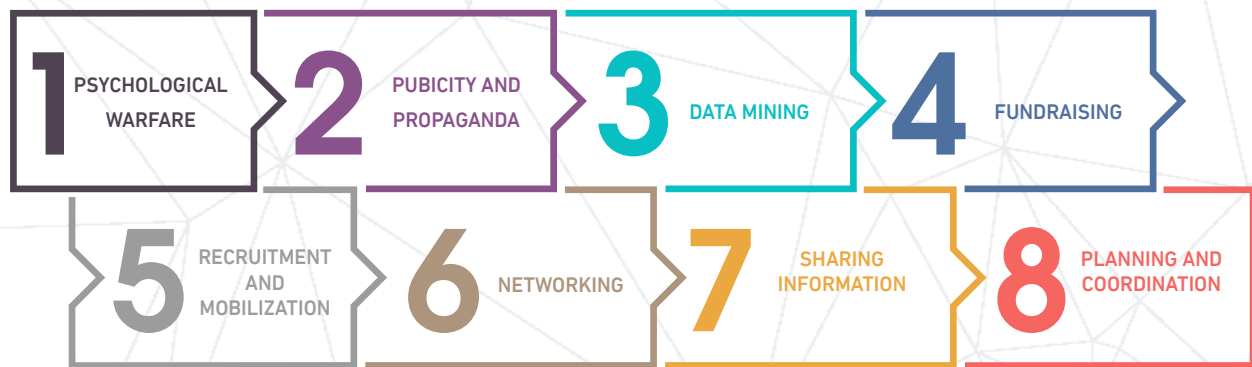 1
PSYCHOLOGICAL
WARFARE
2
PUBICITY AND
PROPAGANDA
3
DATA MINING
4
FUNDRAISING
5
RECRUITMENT
AND
MOBILIZATION
6
NETWORKING
7
SHARING
INFORMATION
8
PLANNING AND
COORDINATION